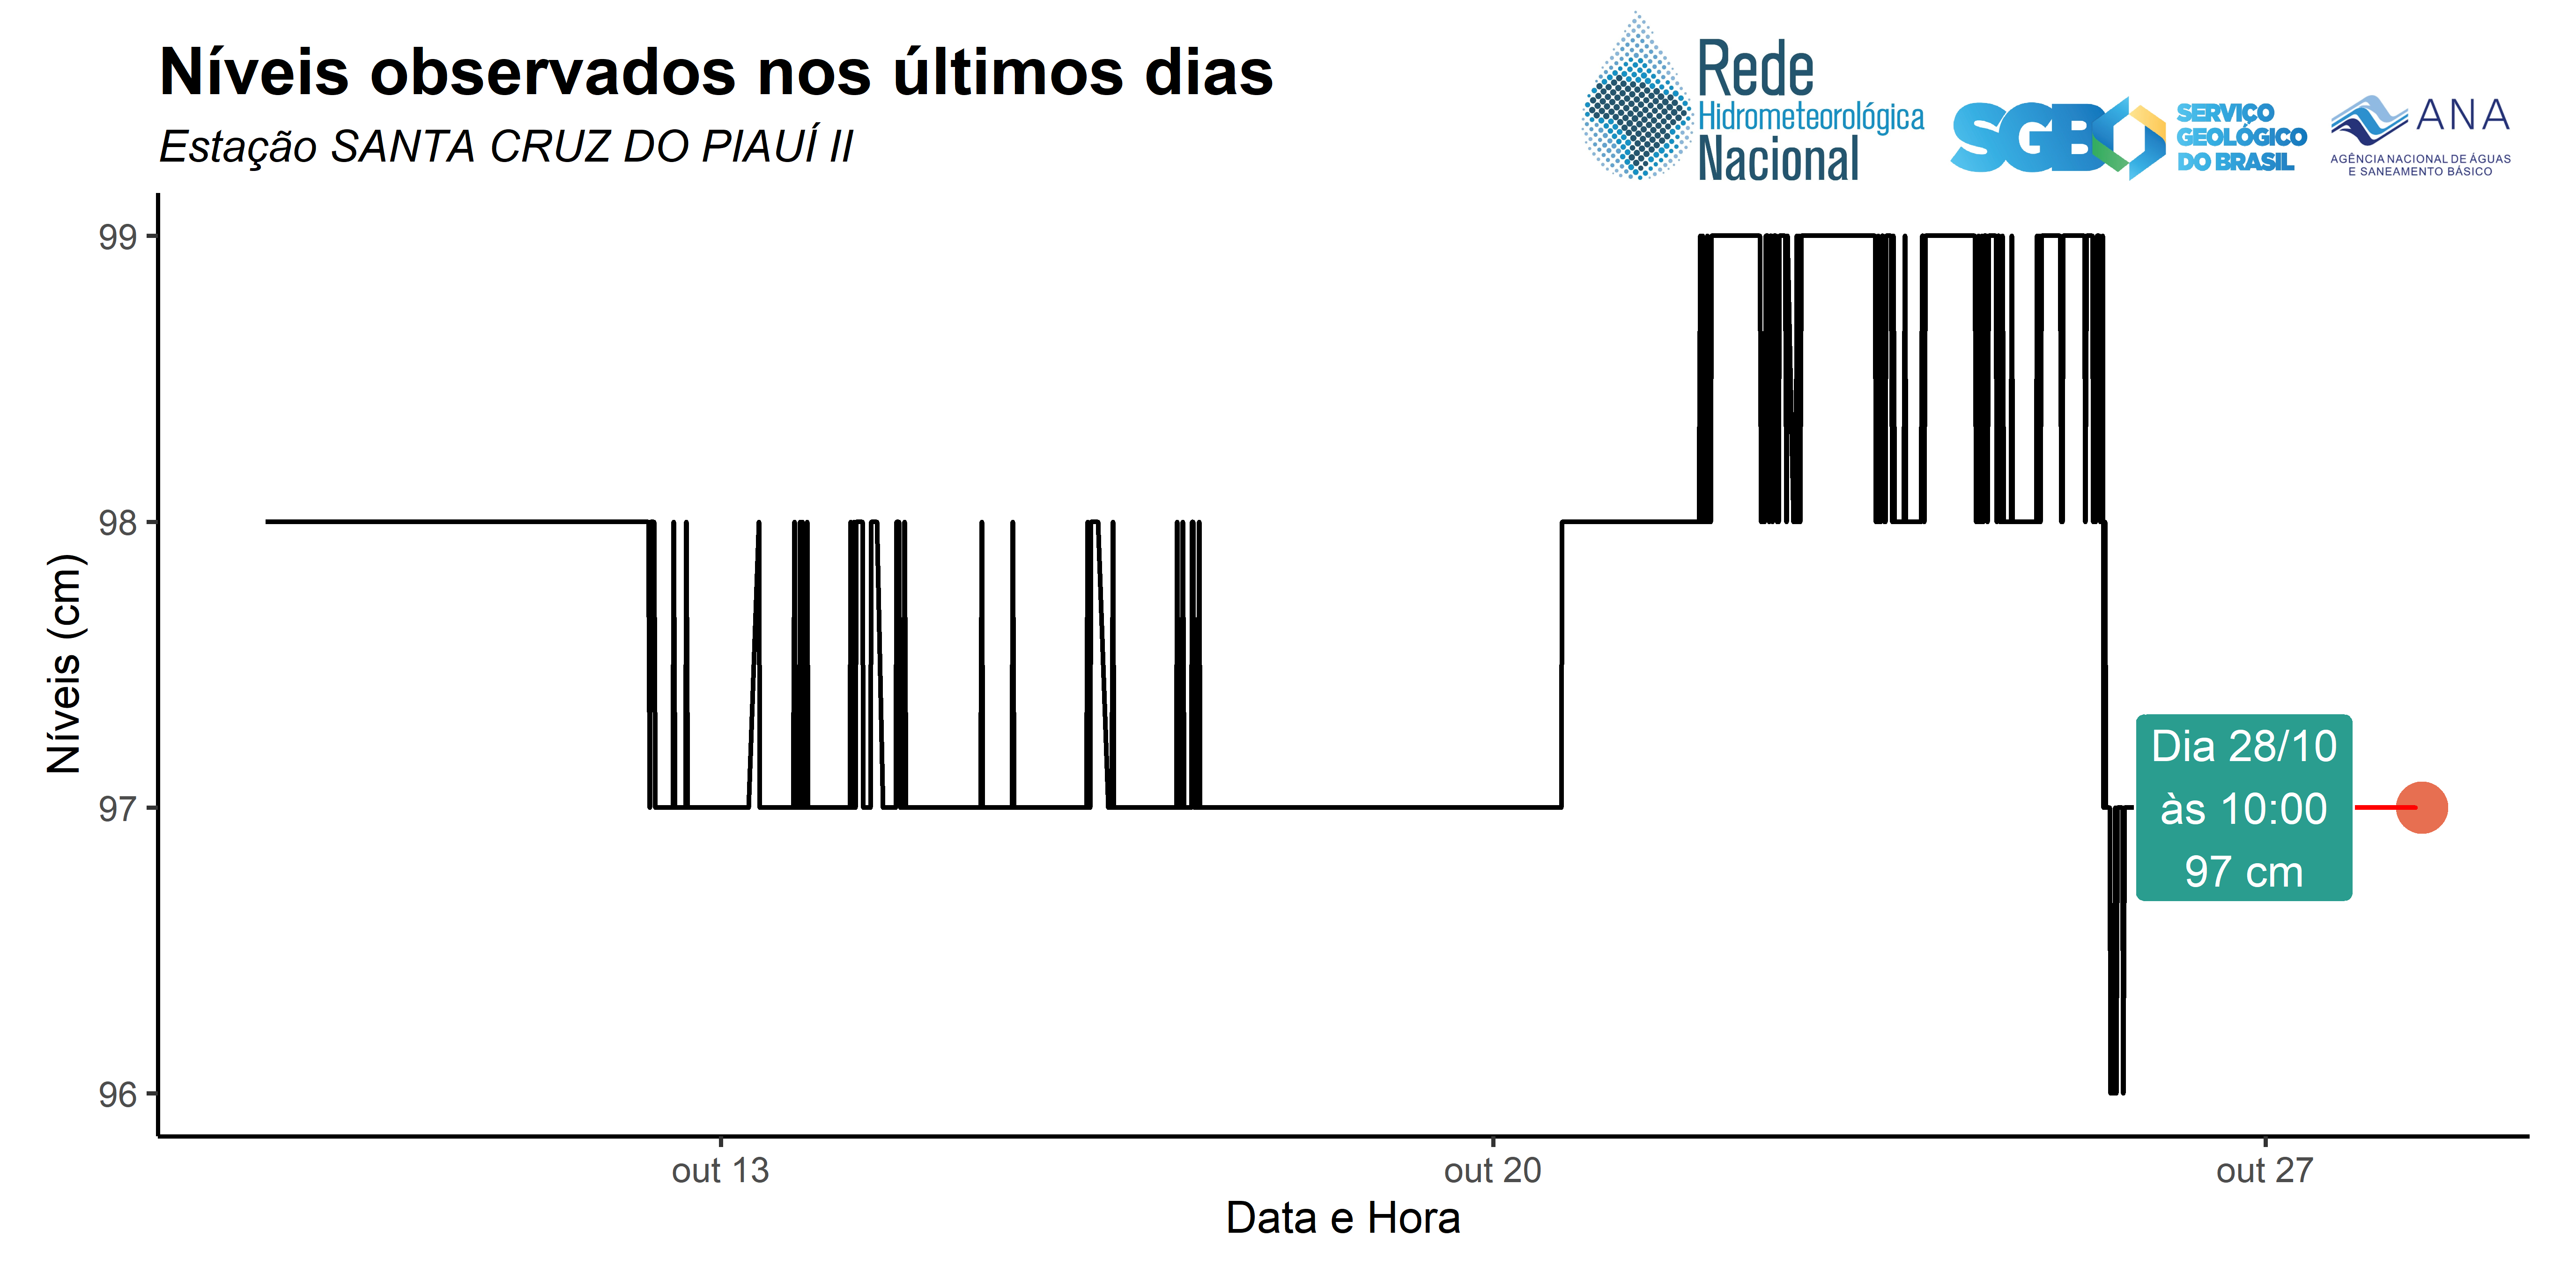 Níveis observados nos últimos dias
Estação SANTA CRUZ DO PIAUÍ II
Rede
Hidrometeorológica
Nacional
SGB
SERVIÇO
GEOLÓGICO
DO BRASIL
ANA
AGÊNCIA NACIONAL DE ÁGUAS
E SANEAMENTO BÁSICO
Níveis (cm)
99
98
97
96
Dia 28/10
às 10:00
97 cm
out 13
out 20
out 27
Data e Hora